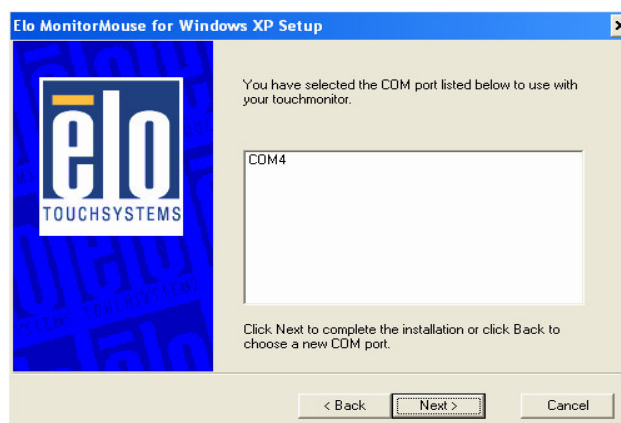 Elo MonitorMouse for Windows XP Setup
You have selected the COM port listed below to use with
your touchmonitor.
COM4
elo
TOUCHSYSTEMS
Click Next to complete the installation or click Back to
choose a new COM port.
< Back
Next >
Cancel